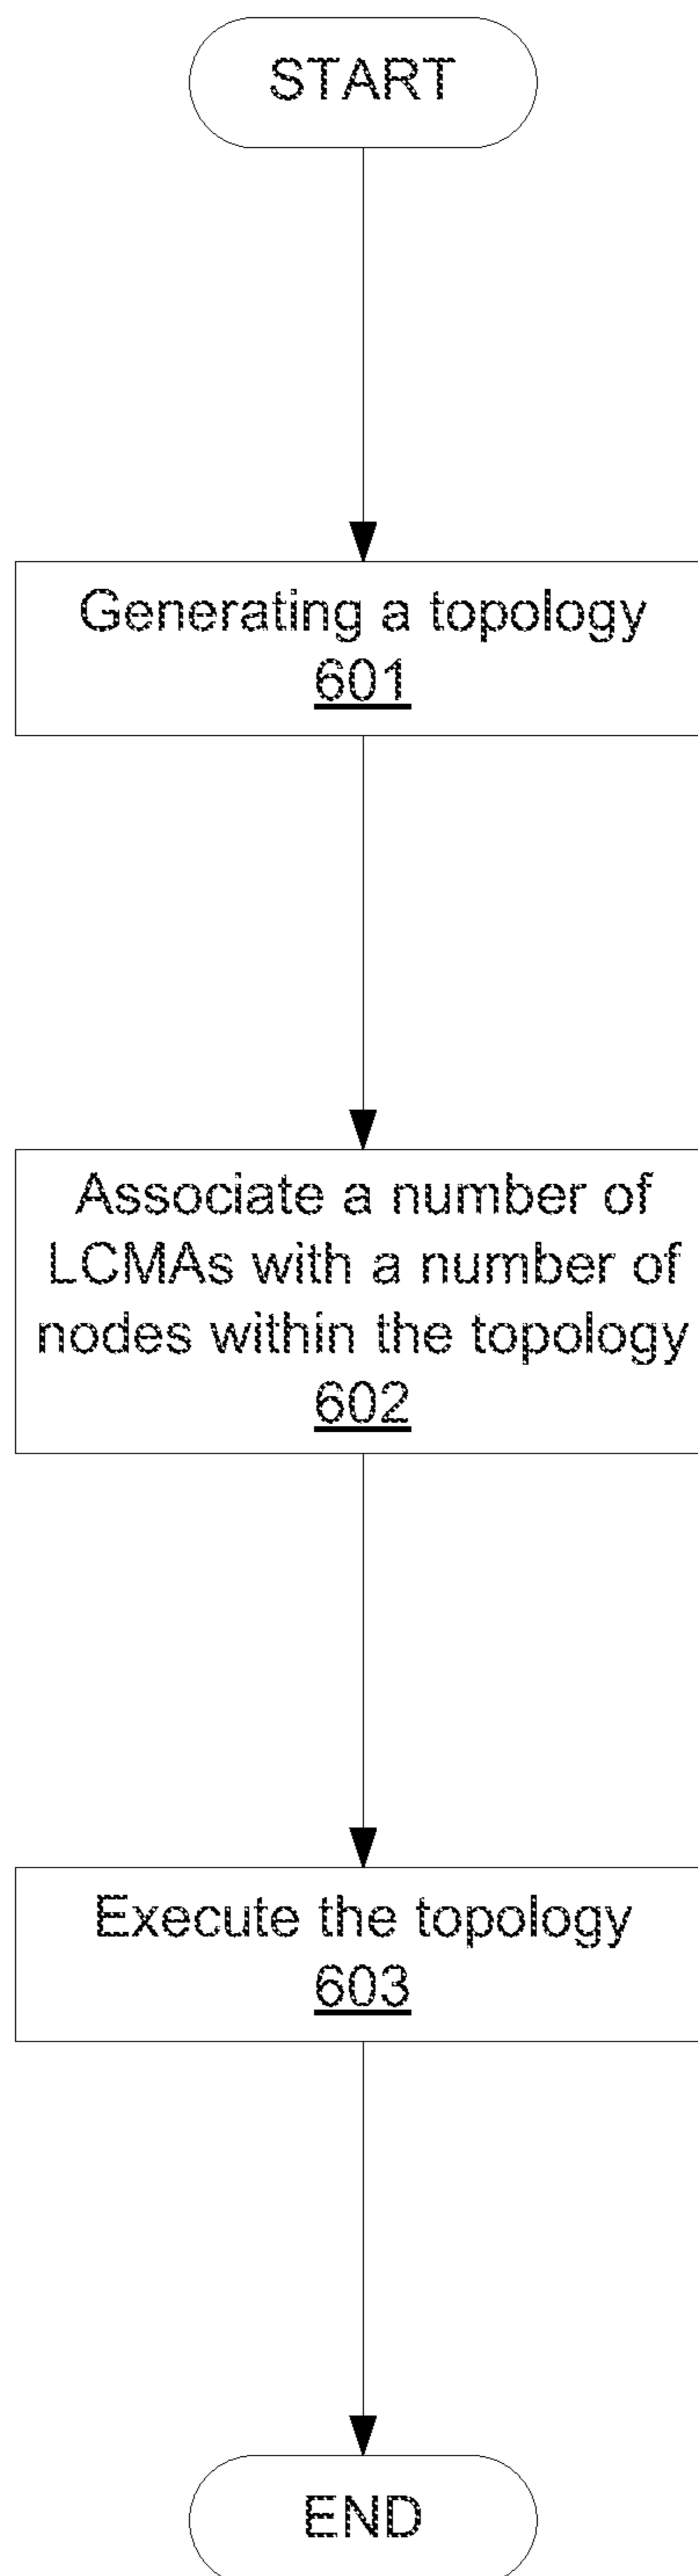 START
Generating a topology
601
Associate a number of
LCMAs with a number of
nodes within the topology
602
Execute the topology
603
END